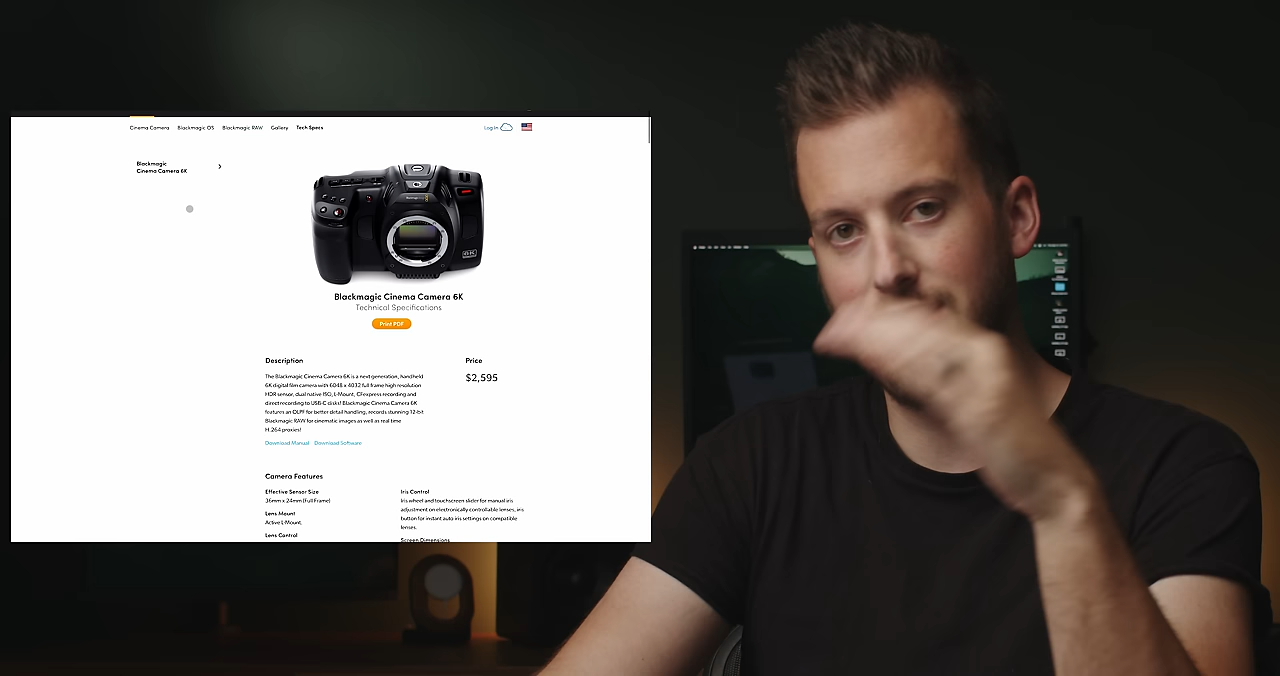 Cinema Camera Blackmagic OS Blackmagic RAW Gallery Tech Specs
Log In
Blackmagic
Cinema Camera 6K
6K
Blackmagic Cinema Camera 6K
Technical Specifications
Print PDF
Description
The Blackmagic Cinema Camera 6K is a next generation, handheld
6K digital film camera with 6048 x 4032 full frame high resolution
HDR sensor, dual native ISO, L-Mount, CFexpress recording and
direct recording to USB-C disks! Blackmagic Cinema Camera 6K
features an OLPF for better detail handling, records stunning 12-bit
Blackmagic RAW for cinematic images as well as real time
H.264 proxies!
Download Manual Download Software
Price
$2,595
Camera Features
Effective Sensor Size
36mm x 24mm (Full Frame)
Lens Mount
Active L-Mount.
Lens Control
Iris Control
Iris wheel and touchscreen slider for manual iris
adjustment on electronically controllable lenses, iris
button for instant auto iris settings on compatible
lenses.
Screen Dimensions